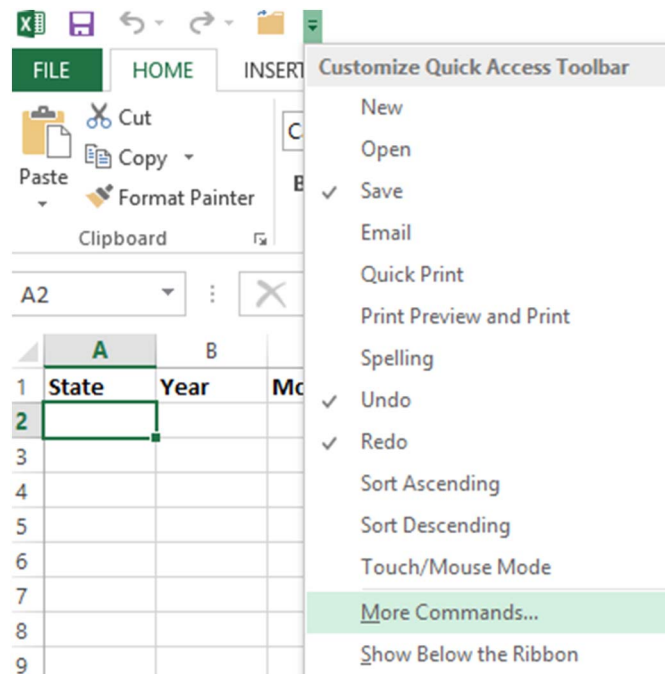 FILE HOME INSERT
Cut
Copy
Paste
Format Painter
Clipboard
A2
A B
1 State Year Mo
2
3
4
5
6
7
8
9
Customize Quick Access Toolbar
New
Open
Save
Email
Quick Print
Print Preview and Print
Spelling
Undo
Redo
Sort Ascending
Sort Descending
Touch/Mouse Mode
More Commands...
Show Below the Ribbon